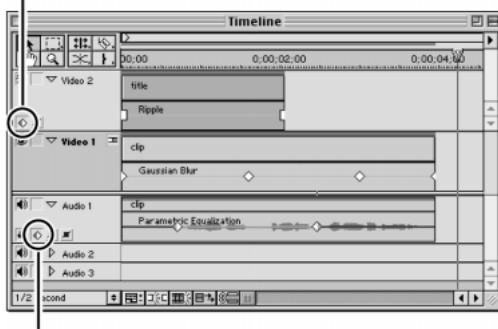 Timeline
00;00
0;00;02;00
0;00;04;00
Video 2
title
Ripple
Video 1
clip
Gaussian Blur
Audio 1
clip
Parametric Equalization
Audio 2
Audio 3
1/2 Second